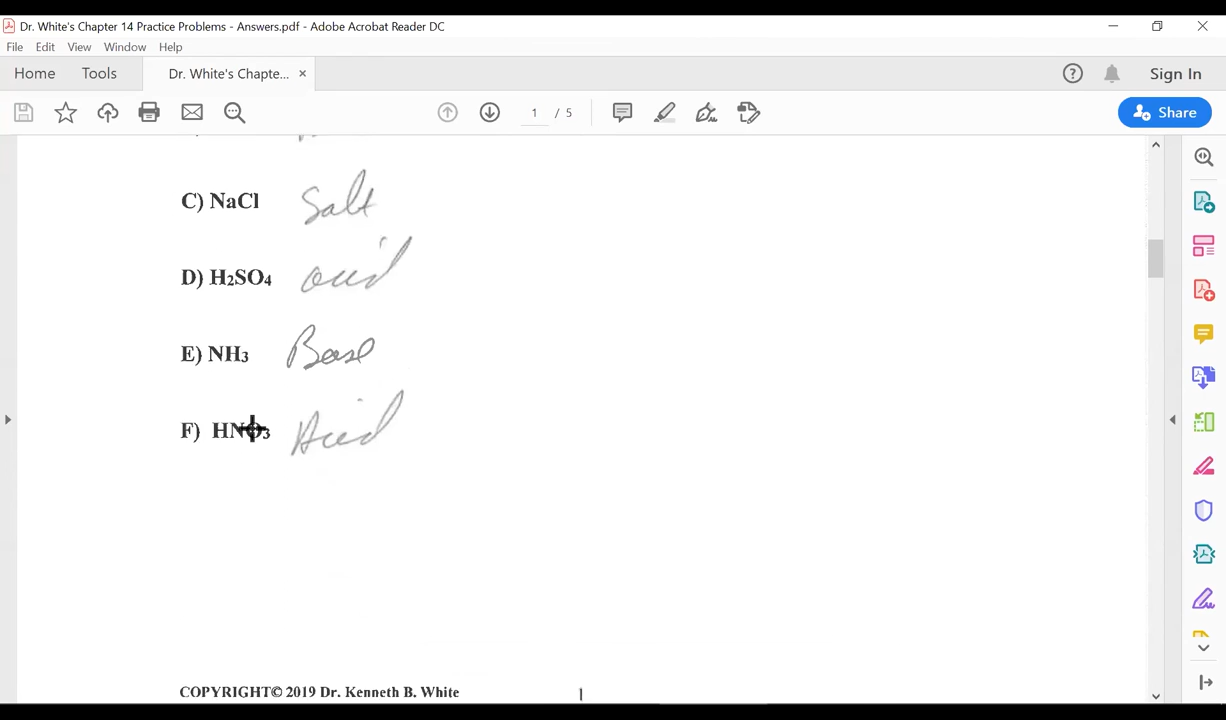 Dr. White's Chapter 14 Practice Problems - Answers.pdf - Adobe Acrobat Reader DC
File Edit View Window Help
Home Tools Dr. White's Chapte... × Sign In
1 / 5 Share
C) NaCl Salt
D) H₂SO₄ acid
E) NH₃ Base
F) HNO₃ Acid
COPYRIGHT© 2019 Dr. Kenneth B. White 1